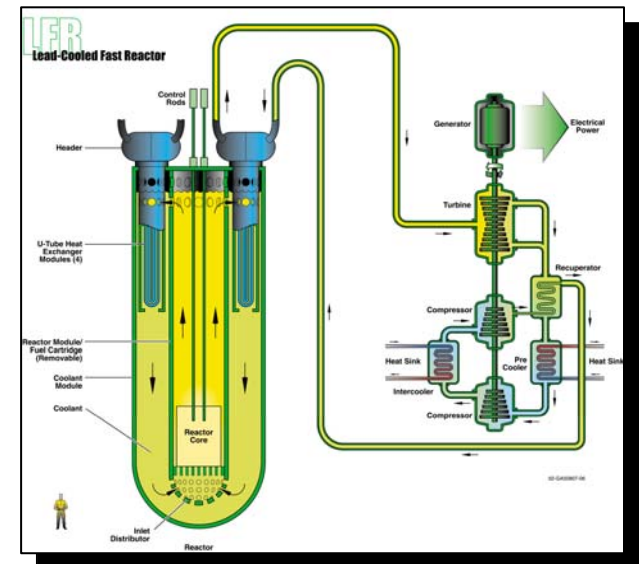 LFR
Lead-Cooled Fast Reactor
Control
Rods
Header
U-Tube Heat
Exchanger
Modules (4)
Reactor Module/
Fuel Cartridge
(Removable)
Coolant
Module
Coolant
Reactor
Core
Inlet
Distributor
Reactor
Generator
Electrical
Power
Turbine
Recuperator
Compressor
Heat Sink
Pre
Cooler
Heat Sink
Intercooler
Compressor